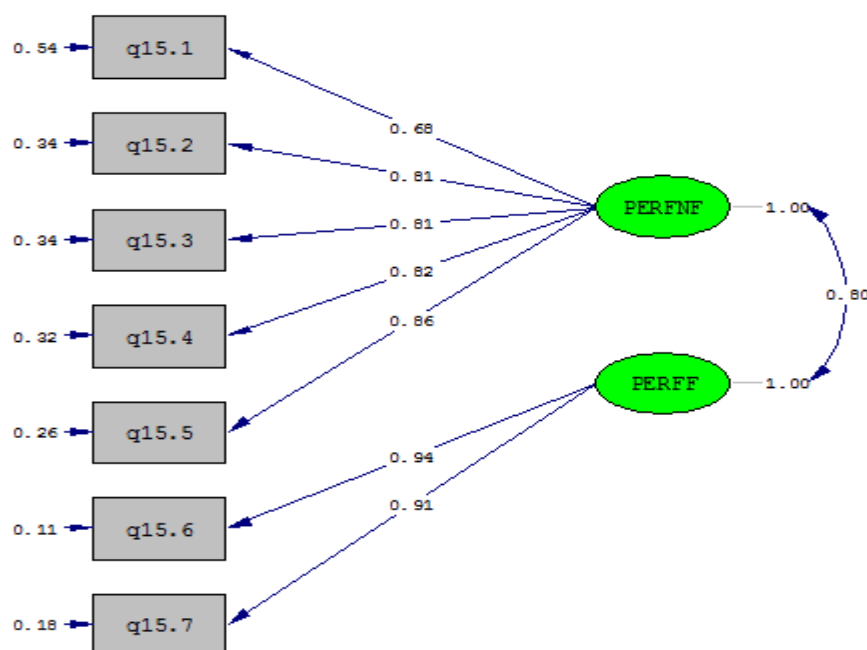 0.54 q15.1
0.68
0.34 q15.2
0.81
PERFNF 1.00
0.34 q15.3
0.81
0.82
0.80
0.32 q15.4
0.86
PERFF 1.00
0.26 q15.5
0.94
0.91
0.11 q15.6
0.18 q15.7